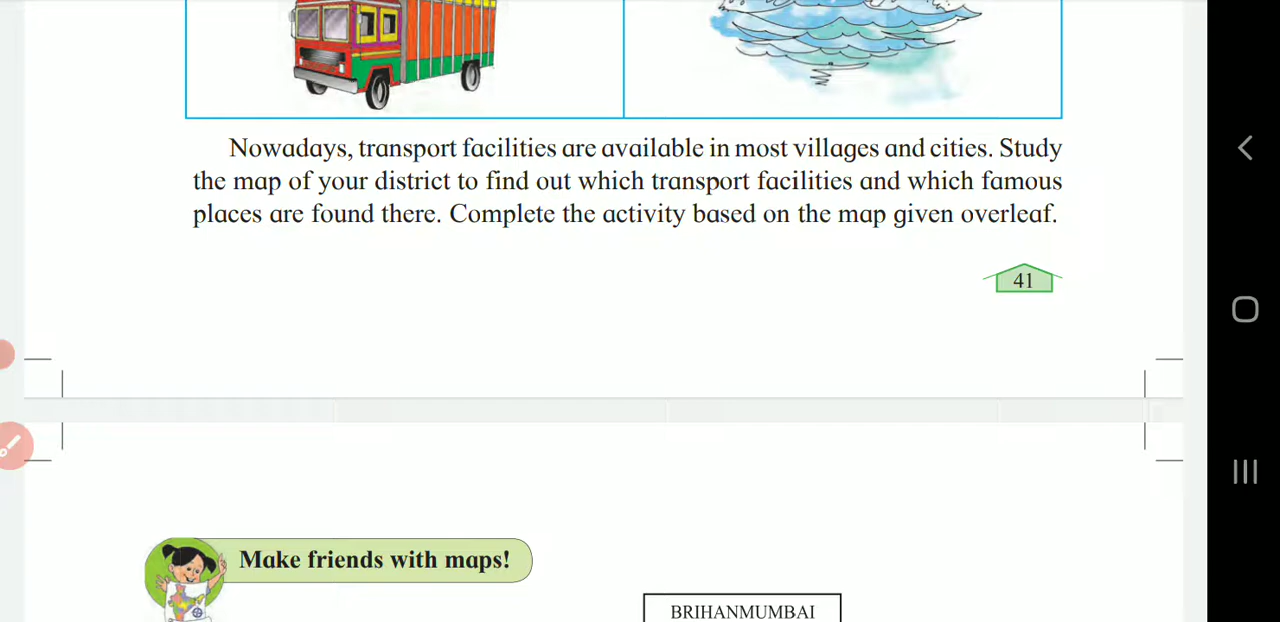 Nowadays, transport facilities are available in most villages and cities. Study
the map of your district to find out which transport facilities and which famous
places are found there. Complete the activity based on the map given overleaf.
41
Make friends with maps!
BRIHANMUMBAI